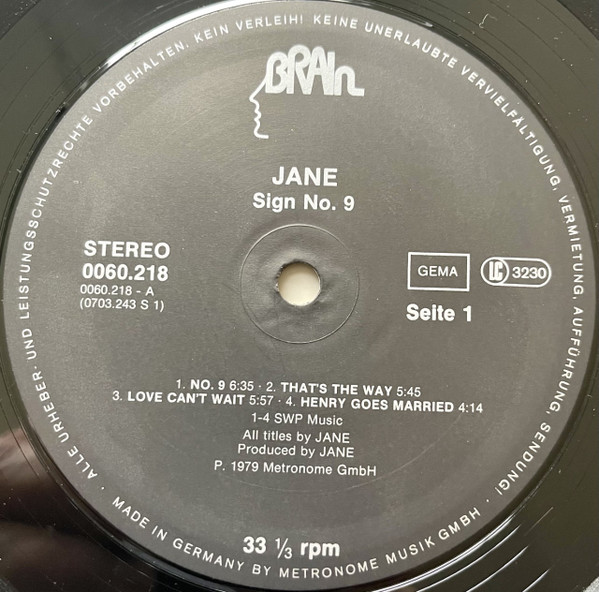 · ALLE URHEBER- UND LEISTUNGSSCHUTZRECHTE VORBEHALTEN. KEIN VERLEIH! KEINE UNERLAUBTE VERVIELFÄLTIGUNG, VERMIETUNG, AUFFÜHRUNG, SENDUNG! ·
BRAIn
JANE
Sign No. 9
STEREO
0060.218
0060.218 - A
(0703.243 S 1)
GEMA
LC 3230
Seite 1
1. NO. 9 6:35 · 2. THAT'S THE WAY 5:45
3. LOVE CAN'T WAIT 5:57 · 4. HENRY GOES MARRIED 4:14
1-4 SWP Music
All titles by JANE
Produced by JANE
P. 1979 Metronome GmbH
33 1/3 rpm
MADE IN GERMANY BY METRONOME MUSIK GMBH